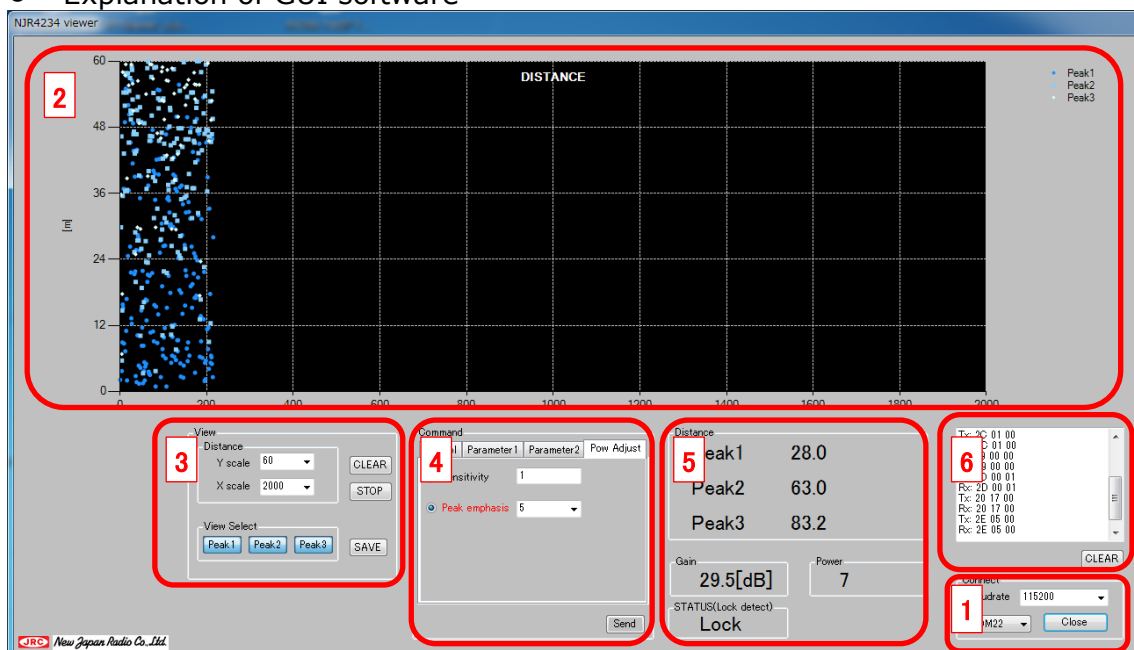 Explanation of GUI software
NJR4234 viewer
DISTANCE
Peak1
Peak2
Peak3
60
48
36
24
12
0
[m]
0 200 400 600 800 1000 1200 1400 1600 1800 2000
2
View
Distance
Y scale 60
X scale 2000
CLEAR
STOP
View Select
Peak1 Peak2 Peak3
SAVE
3
Command
Parameter1 Parameter2 Pow Adjust
1
Peak emphasis 5
Send
4
Distance
5
28.0
Peak2 63.0
Peak3 83.2
Gain
29.5[dB]
Power
7
STATUS(Lock detect)
Lock
6
Tx: 2C 01 00
01 00
00 00
00 00
00 01
Rx: 2D 00 01
Tx: 20 17 00
Rx: 20 17 00
Tx: 2E 05 00
Rx: 2E 05 00
CLEAR
Connect
115200
1
Close
JRC New Japan Radio Co.,Ltd.